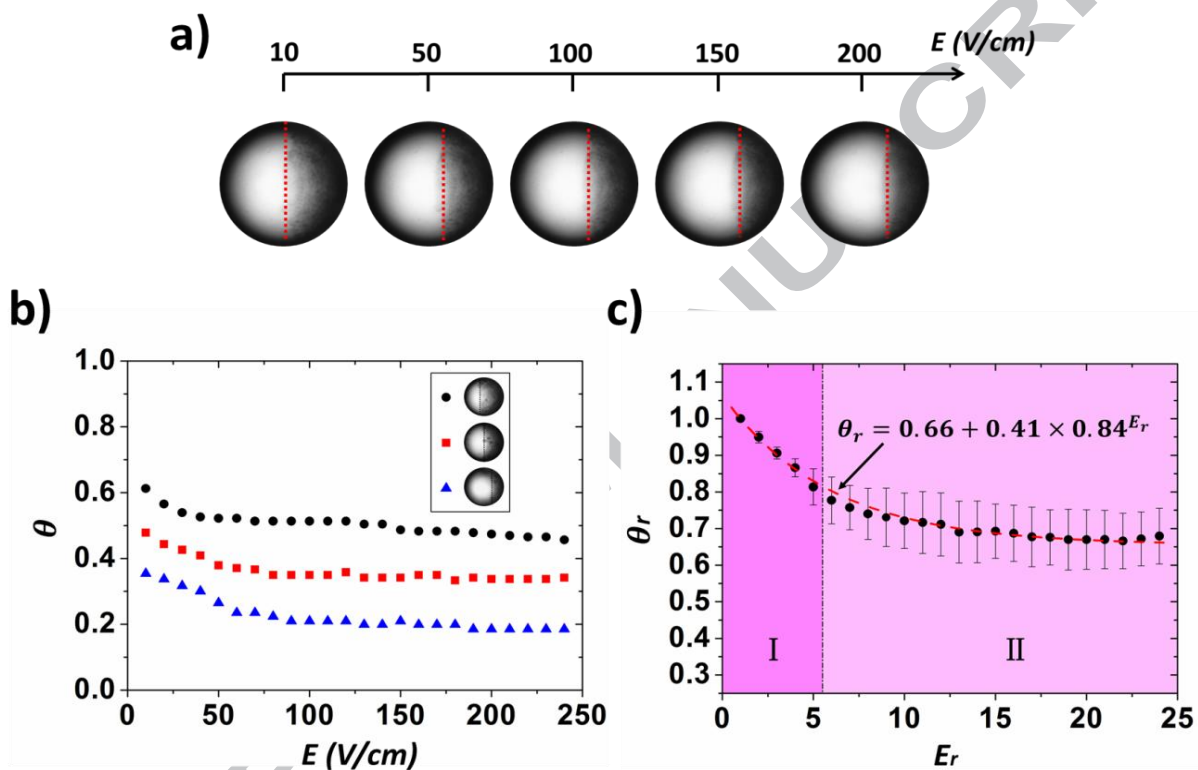 a)
E (V/cm)
10 50 100 150 200
b)
1.0
0.8
0.6
0.4
0.2
0.0
θ
0 50 100 150 200 250
E (V/cm)
c)
1.1
1.0
0.9
0.8
0.7
0.6
0.5
0.4
0.3
θr
θr = 0.66 + 0.41 × 0.84^Er
I II
0 5 10 15 20 25
Er